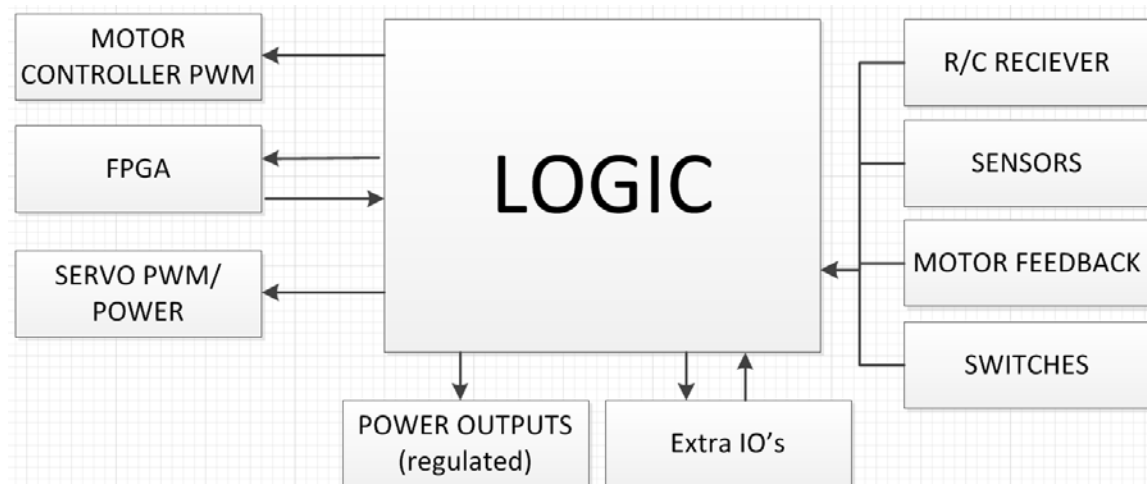 MOTOR
CONTROLLER PWM
FPGA
SERVO PWM/
POWER
LOGIC
R/C RECIEVER
SENSORS
MOTOR FEEDBACK
SWITCHES
POWER OUTPUTS
(regulated)
Extra IO's